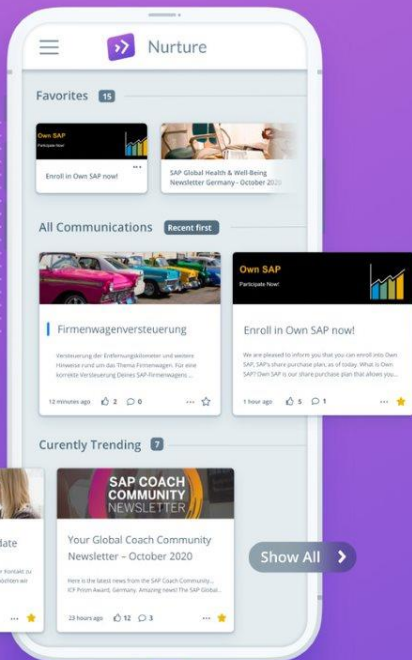 Nurture
Favorites 15
Own SAP
Participate Now!
Enroll in Own SAP now!
SAP Global Health & Well-Being
Newsletter Germany - October 2020
All Communications Recent first
Firmenwagenversteuerung
Versteuerung der Entfernungskilometer und weitere
Hinweise rund um das Thema Firmenwagen. Für eine
korrekte Versteuerung Deines SAP-Firmenwagens ...
12 minutes ago 2 0
Own SAP
Participate Now!
Enroll in Own SAP now!
We are pleased to inform you that you can enroll into Own
SAP, SAP's share purchase plan, as of today. What is Own
SAP? Own SAP is our share purchase plan that allows you...
1 hour ago 5 1
Curently Trending 7
date
Kontakt zu
möchten wir
SAP COACH
COMMUNITY
NEWSLETTER
Your Global Coach Community
Newsletter – October 2020
Here is the latest news from the SAP Coach Community...
ICF Prism Award, Germany. Amazing news! The SAP Global...
23 hours ago 12 3
Show All